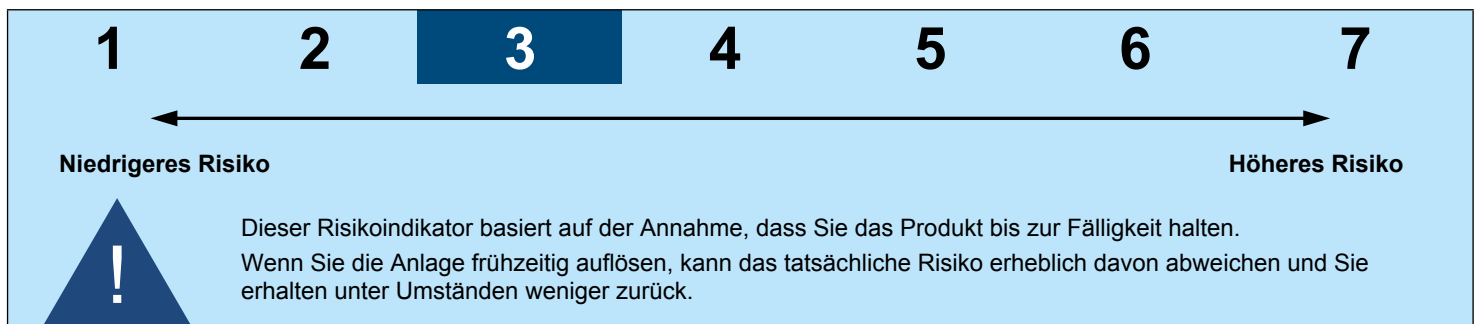 1 2 3 4 5 6 7
Niedrigeres Risiko Höheres Risiko
!
Dieser Risikoindikator basiert auf der Annahme, dass Sie das Produkt bis zur Fälligkeit halten.
Wenn Sie die Anlage frühzeitig auflösen, kann das tatsächliche Risiko erheblich davon abweichen und Sie
erhalten unter Umständen weniger zurück.